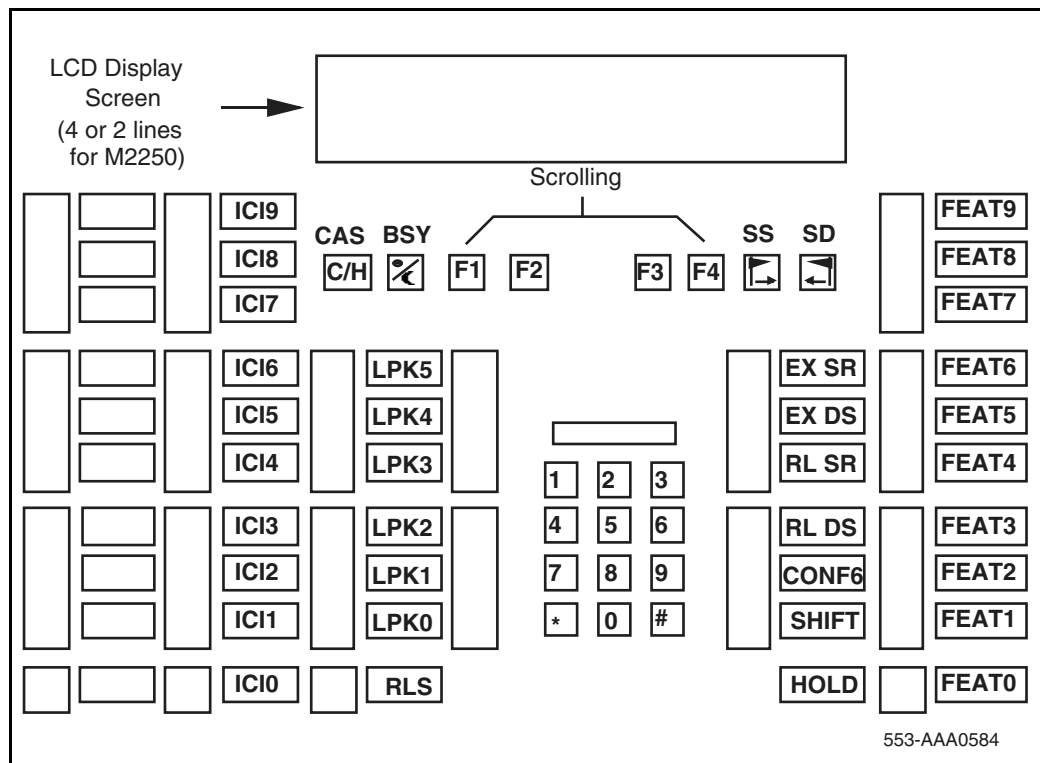 LCD Display
Screen
(4 or 2 lines
for M2250)
Scrolling
ICI9
FEAT9
CAS BSY
SS SD
ICI8
C/H
F1
F2
F3
F4
FEAT8
ICI7
FEAT7
ICI6
LPK5
EX SR
FEAT6
ICI5
LPK4
EX DS
FEAT5
ICI4
LPK3
1 2 3
RL SR
FEAT4
ICI3
LPK2
4 5 6
RL DS
FEAT3
ICI2
LPK1
7 8 9
CONF6
FEAT2
ICI1
LPK0
* 0 #
SHIFT
FEAT1
ICI0
RLS
HOLD
FEAT0
553-AAA0584